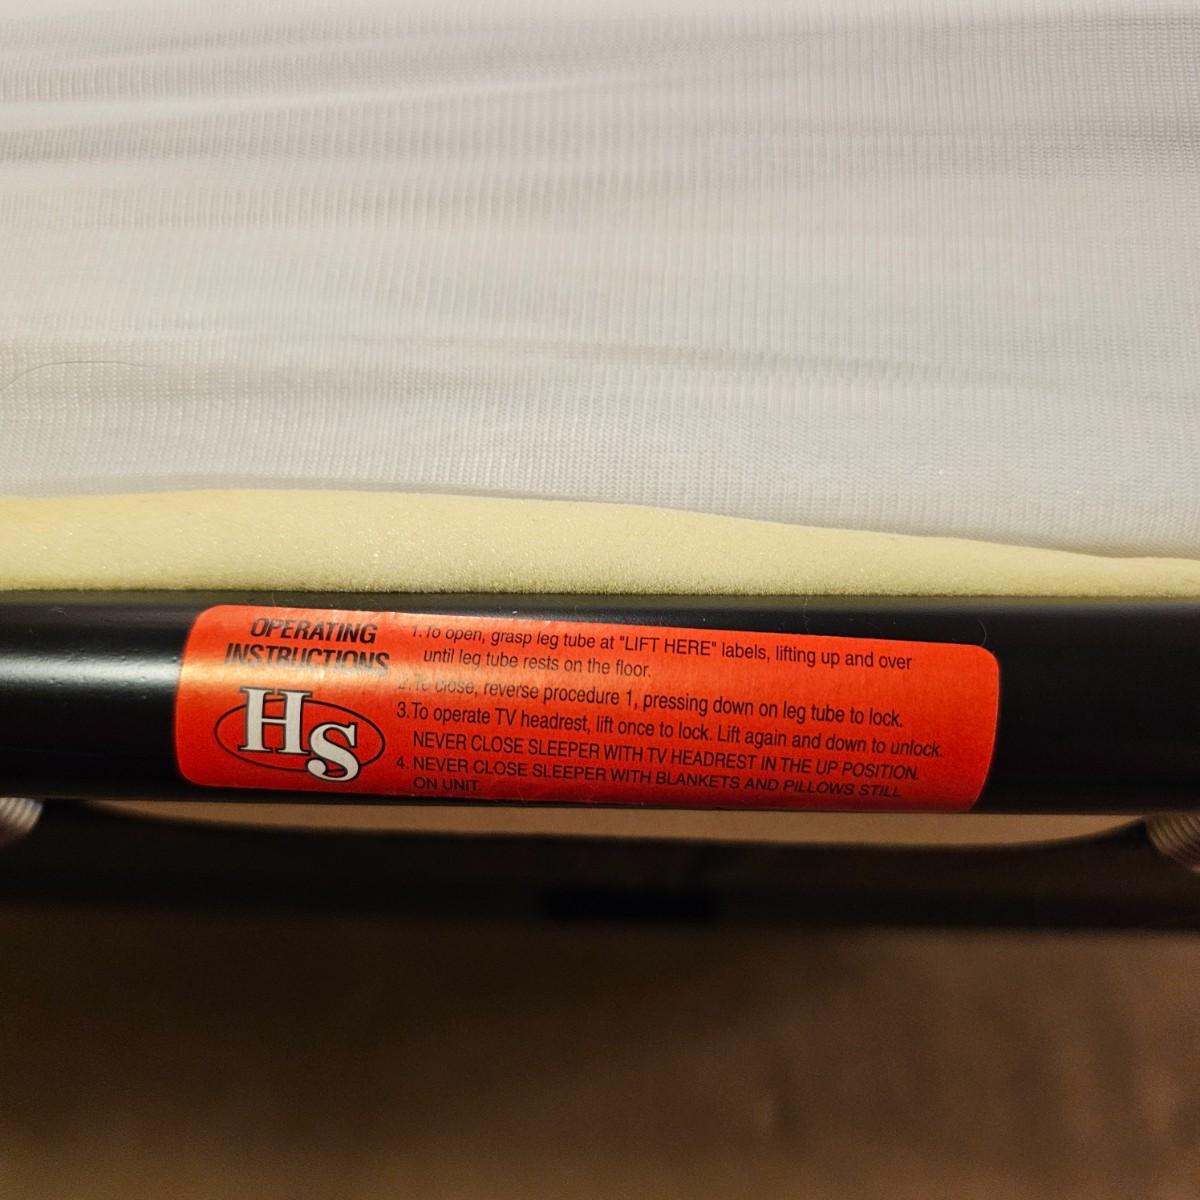 OPERATING
INSTRUCTIONS
HS
1.To open, grasp leg tube at "LIFT HERE" labels, lifting up and over
until leg tube rests on the floor.
2.To close, reverse procedure 1, pressing down on leg tube to lock.
3.To operate TV headrest, lift once to lock. Lift again and down to unlock.
NEVER CLOSE SLEEPER WITH TV HEADREST IN THE UP POSITION.
4. NEVER CLOSE SLEEPER WITH BLANKETS AND PILLOWS STILL
ON UNIT.